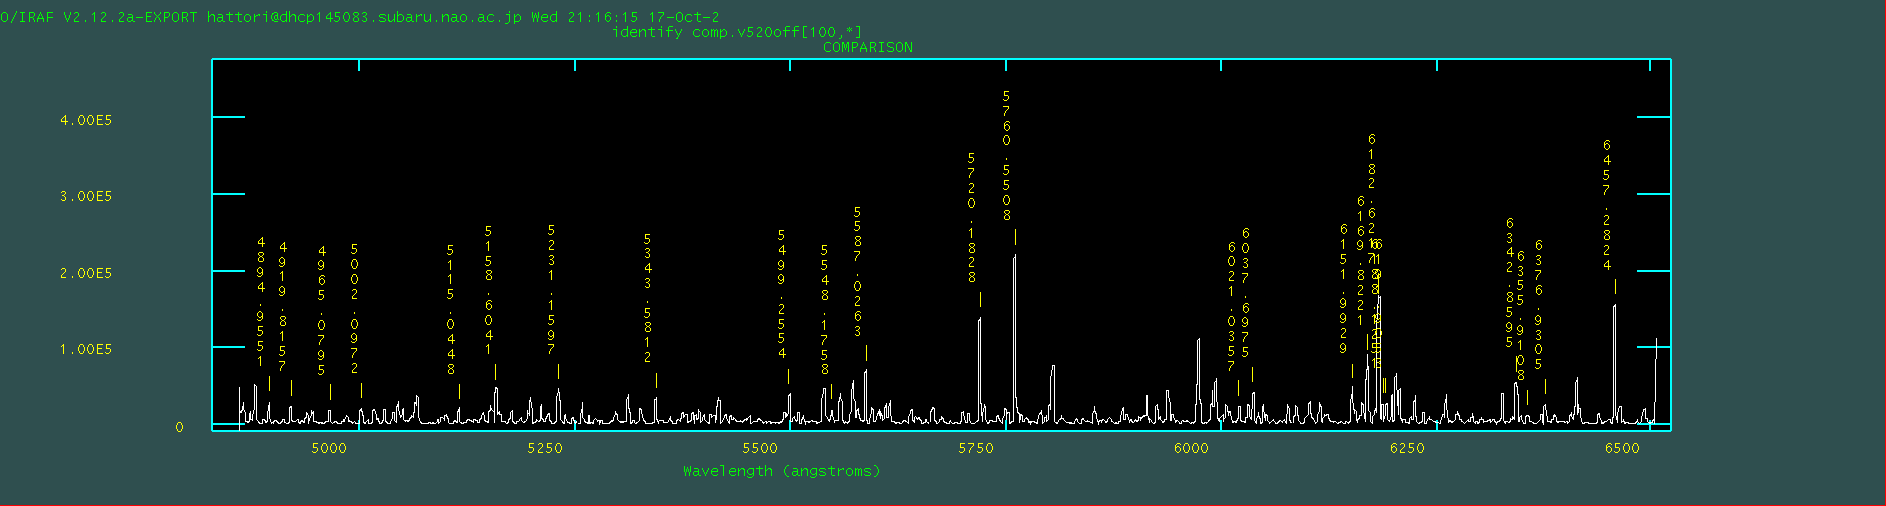 O/IRAF V2.12.2a-EXPORT hattori@dhcp145083.subaru.nao.ac.jp Wed 21:16:15 17-Oct-2
identify comp.v520off[100,*]
COMPARISON
4.00E5
3.00E5
2.00E5
1.00E5
0
4894.9551
4919.8157
4965.0795
5002.0972
5115.0448
5158.6041
5231.1597
5343.5812
5499.2554
5548.1758
5587.0263
5720.1828
5760.5508
6021.0357
6037.6975
6151.9929
6169.8221
6182.6217
6342.8595
6355.9108
6376.9305
6457.2824
5000 5250 5500 5750 6000 6250 6500
Wavelength (angstroms)